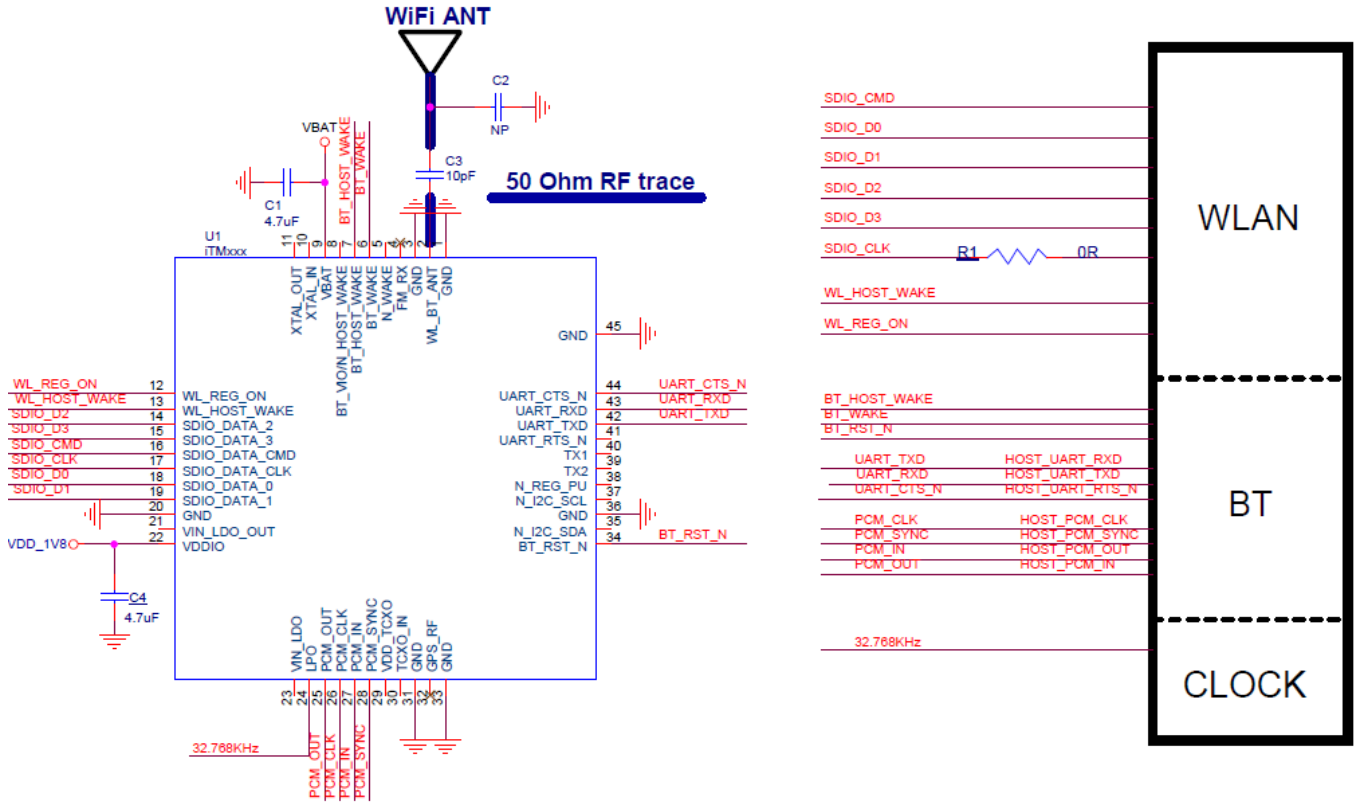 WiFi ANT
C2
NP
VBAT
BT_HOST_WAKE
BT_WAKE
C3
10pF
50 Ohm RF trace
C1
4.7uF
U1
iTMxxx
11
10
9
8
7
6
5
4
3
2
1
XTAL_OUT
XTAL_IN
VBAT
BT_VIO/N_HOST_WAKE
BT_HOST_WAKE
BT_WAKE
N_WAKE
FM_RX
GND
WL_BT_ANT
GND
GND 45
WL_REG_ON 12 WL_REG_ON
WL_HOST_WAKE 13 WL_HOST_WAKE
SDIO_D2 14 SDIO_DATA_2
SDIO_D3 15 SDIO_DATA_3
SDIO_CMD 16 SDIO_DATA_CMD
SDIO_CLK 17 SDIO_DATA_CLK
SDIO_D0 18 SDIO_DATA_0
SDIO_D1 19 SDIO_DATA_1
20 GND
21 VIN_LDO_OUT
VDD_1V8 22 VDDIO
UART_CTS_N 44 UART_CTS_N
UART_RXD 43 UART_RXD
UART_TXD 42 UART_TXD
UART_RTS_N 41
TX1 40
TX2 39
N_REG_PU 38
N_I2C_SCL 37
GND 36
N_I2C_SDA 35
BT_RST_N 34 BT_RST_N
C4
4.7uF
VIN_LDO
LPO
PCM_OUT
PCM_CLK
PCM_IN
PCM_SYNC
VDD_TCXO
TCXO_IN
GND
GPS_RF
GND
23
24
25
26
27
28
29
30
31
32
33
32.768KHz
PCM_OUT
PCM_CLK
PCM_IN
PCM_SYNC
SDIO_CMD
SDIO_D0
SDIO_D1
SDIO_D2
SDIO_D3
SDIO_CLK
R1 0R
WL_HOST_WAKE
WL_REG_ON
WLAN
BT_HOST_WAKE
BT_WAKE
BT_RST_N
UART_TXD HOST_UART_RXD
UART_RXD HOST_UART_TXD
UART_CTS_N HOST_UART_RTS_N
PCM_CLK HOST_PCM_CLK
PCM_SYNC HOST_PCM_SYNC
PCM_IN HOST_PCM_OUT
PCM_OUT HOST_PCM_IN
BT
32.768KHz
CLOCK